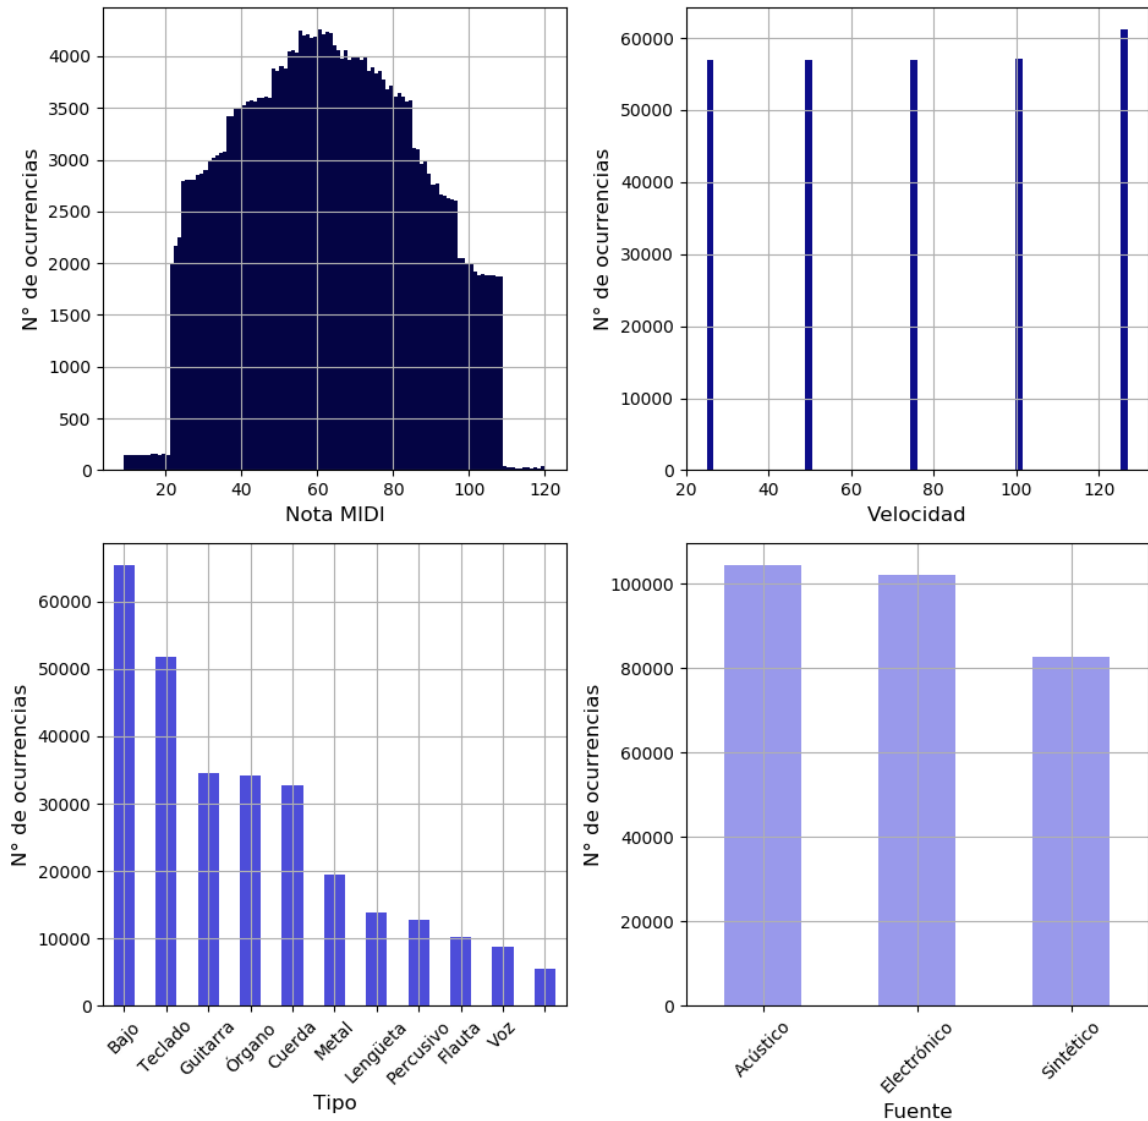 N° de ocurrencias
4000
3500
3000
2500
2000
1500
1000
500
0
20 40 60 80 100 120
Nota MIDI
N° de ocurrencias
60000
50000
40000
30000
20000
10000
0
20 40 60 80 100 120
Velocidad
N° de ocurrencias
60000
50000
40000
30000
20000
10000
0
Bajo Teclado Guitarra Órgano Cuerda Metal Lengüeta Percusivo Flauta Voz
Tipo
N° de ocurrencias
100000
80000
60000
40000
20000
0
Acústico Electrónico Sintético
Fuente